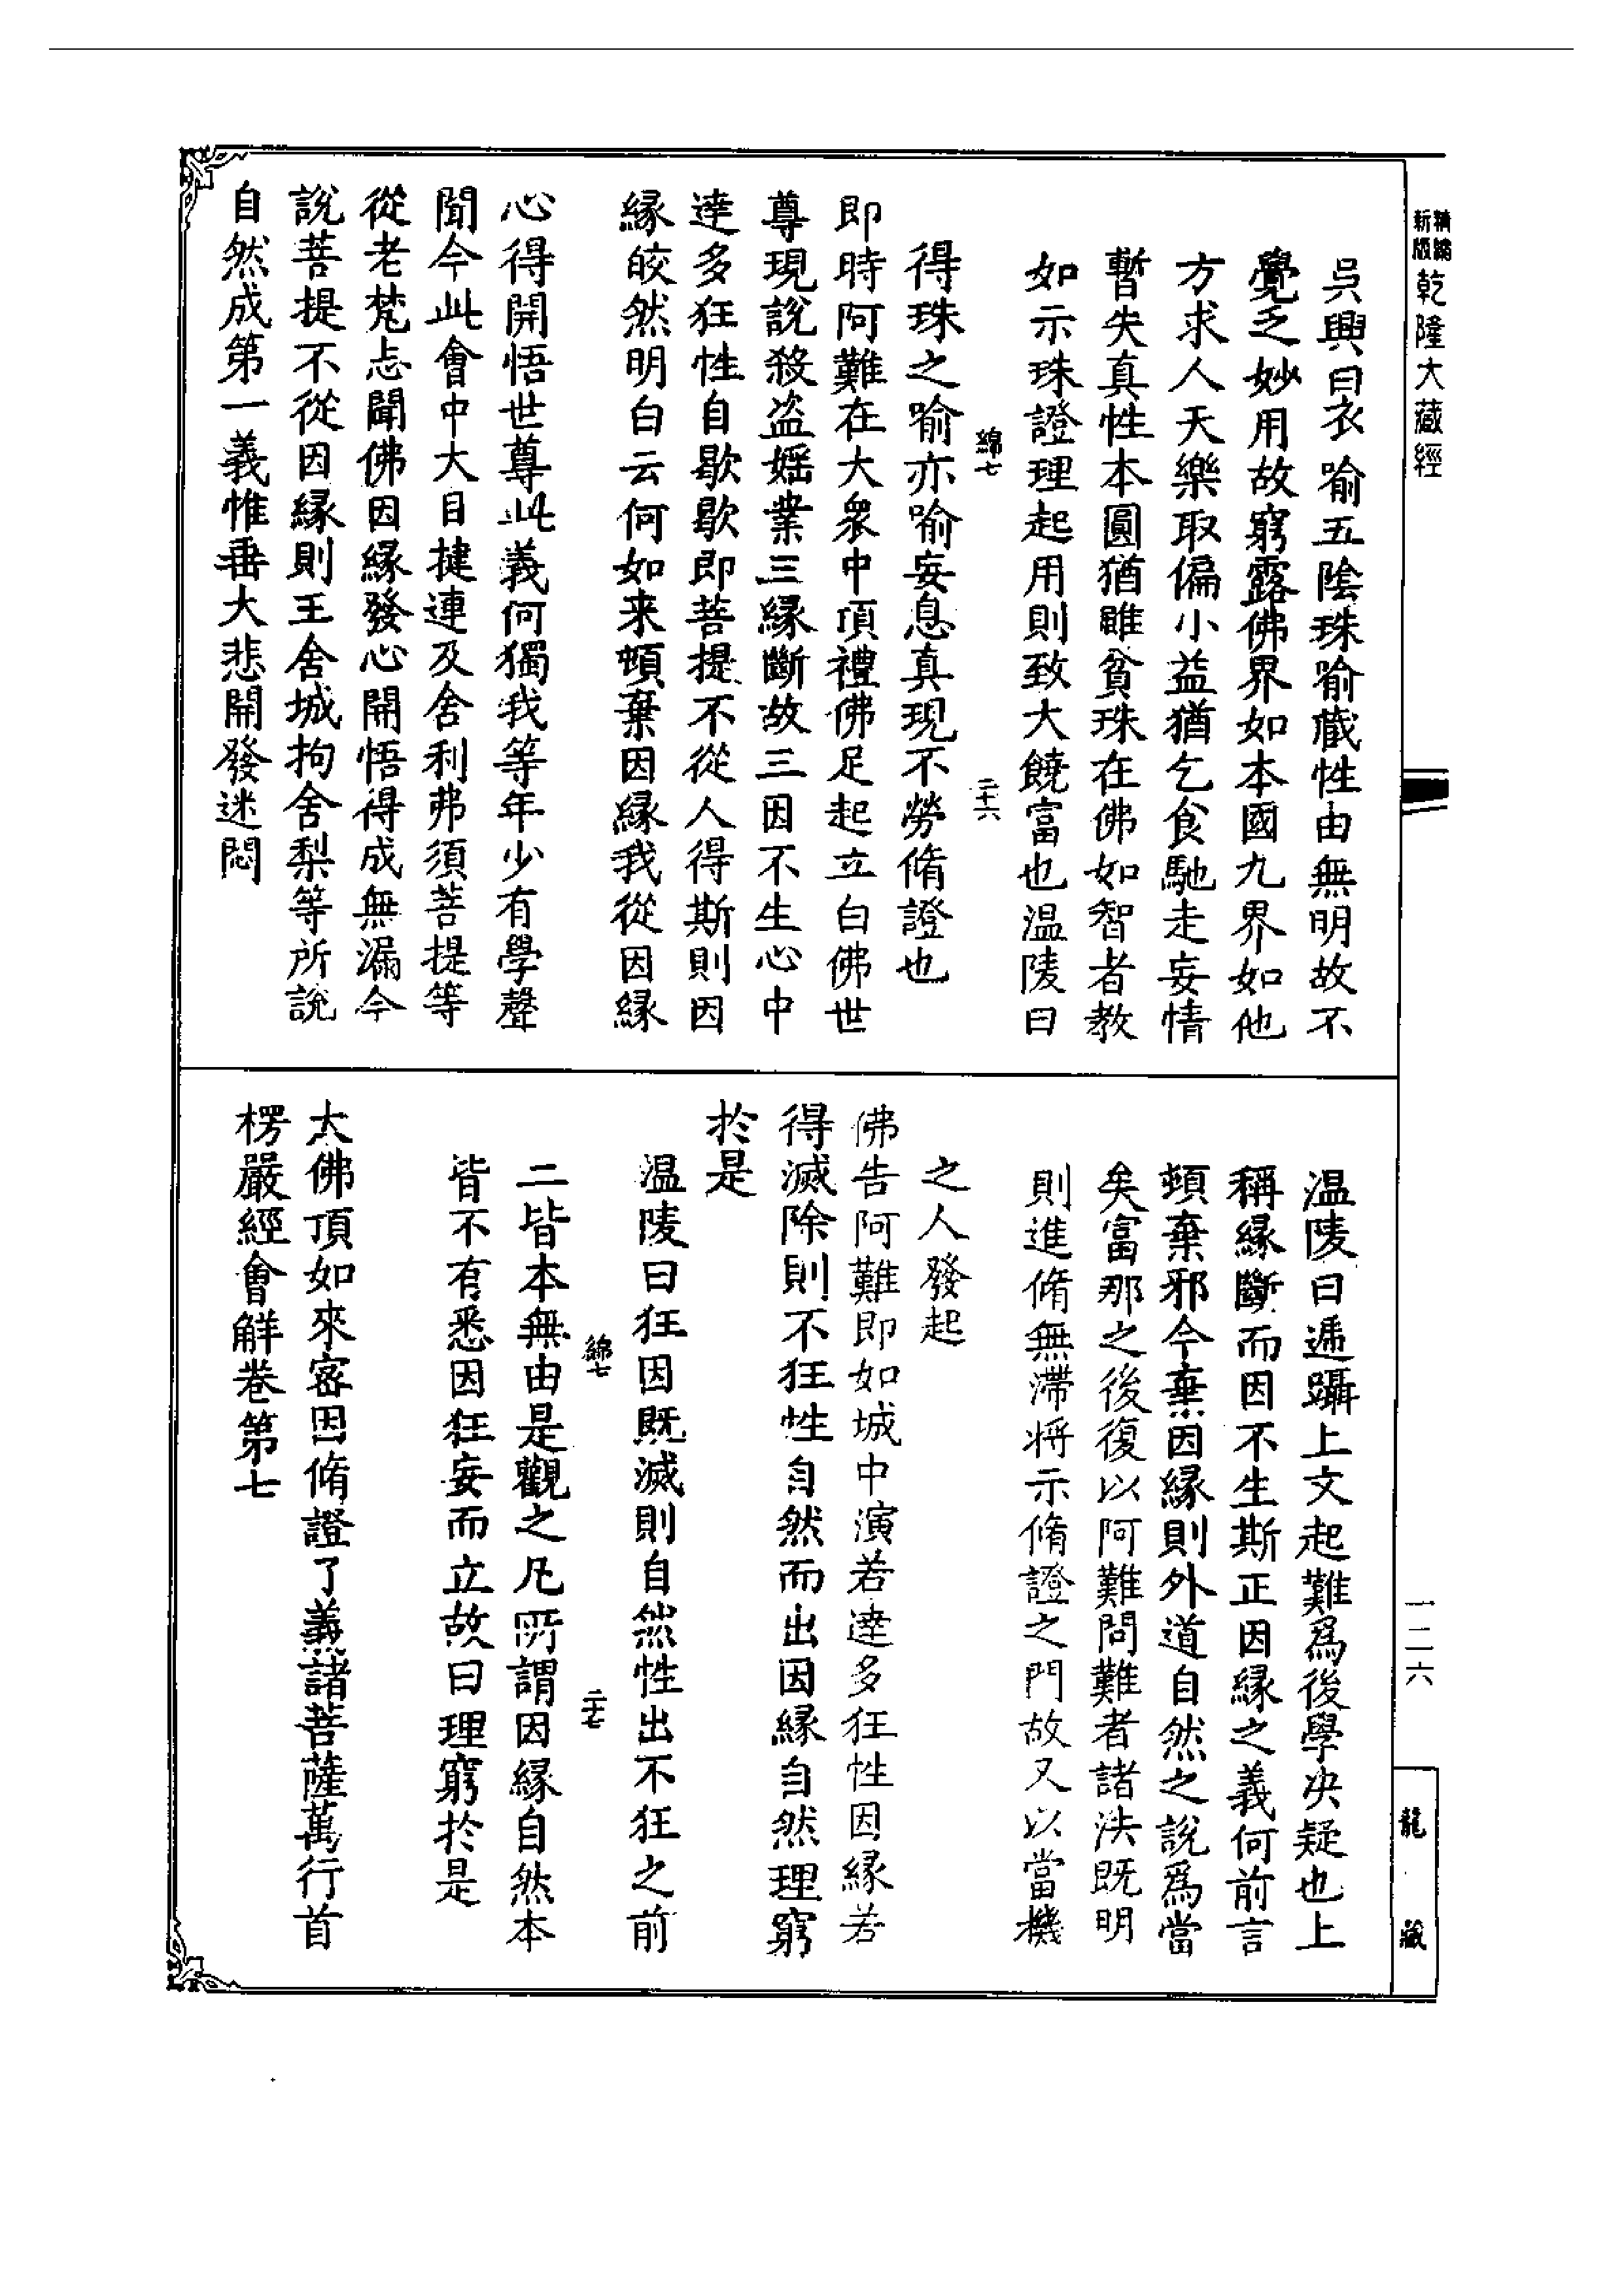 新版
精編
乾隆大藏經
吳興曰衣喻五陰珠喻藏性由無明故不
覺乏妙用故窮露佛界如本國九界如他
方求人天樂取偏小益猶乞食馳走妄情
暫失真性本圓猶雖貧珠在佛如智者教
如示珠證理起用則致大饒富也温陵曰
綿七
二十六
得珠之喻亦喻妄息真現不勞脩證也
即時阿難在大衆中頂禮佛足起立白佛世
尊現說殺盜婬業三緣斷故三因不生心中
達多狂性自歇歇即菩提不從人得斯則因
緣皎然明白云何如来頓棄因緣我從因緣
心得開悟世尊此義何獨我等年少有學聲
聞今此會中大目揵連及舍利弗須菩提等
從老梵志聞佛因緣發心開悟得成無漏今
說菩提不從因緣則王舍城拘舍梨等所說
自然成第一義惟垂大悲開發迷悶
温陵曰遞躡上文起難爲後學决疑也上
稱緣斷而因不生斯正因緣之義何前言
頓棄邪今棄因緣則外道自然之說爲當
矣富那之後復以阿難問難者諸法既明
則進脩無滯将示脩證之門故又以當機
之人發起
佛告阿難即如城中演若達多狂性因緣若
得滅除則不狂性自然而出因緣自然理窮
於是
温陵曰狂因既滅則自然性出不狂之前
綿七
二十七
二皆本無由是觀之凡所謂因緣自然本
皆不有悉因狂妄而立故曰理窮於是
大佛頂如來密因脩證了義諸菩薩萬行首
楞嚴經會解卷第七
一二六
龍藏